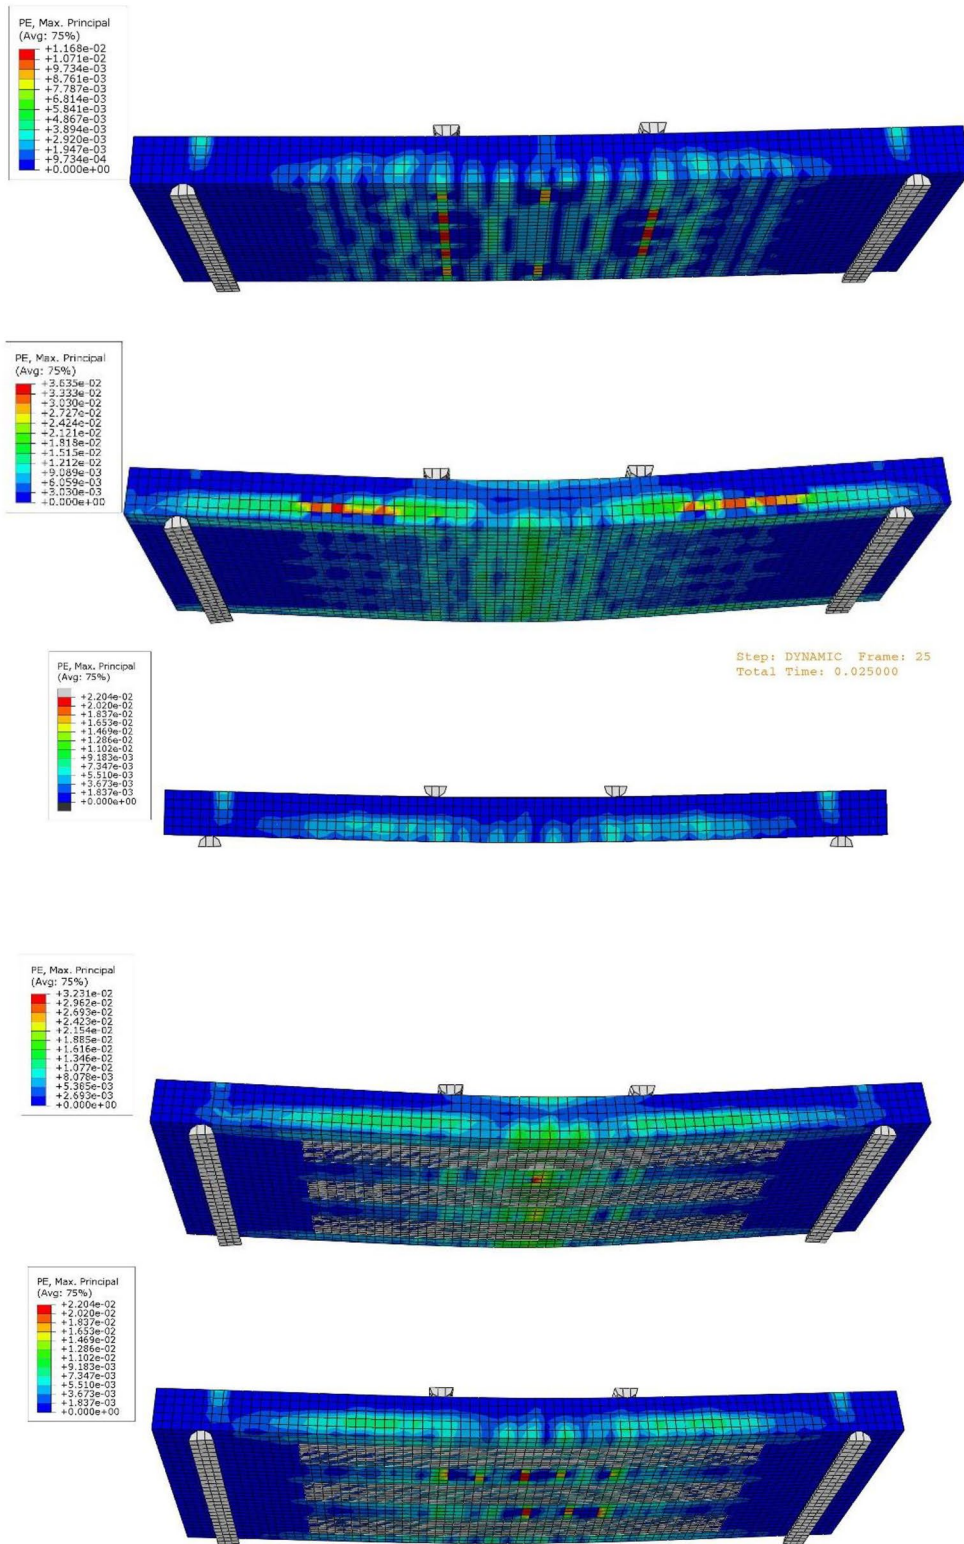 PE, Max. Principal
(Avg: 75%)
+1.168e-02
+1.071e-02
+9.734e-03
+8.761e-03
+7.787e-03
+6.814e-03
+5.841e-03
+4.867e-03
+3.894e-03
+2.920e-03
+1.947e-03
+9.734e-04
+0.000e+00
PE, Max. Principal
(Avg: 75%)
+3.635e-02
+3.333e-02
+3.030e-02
+2.727e-02
+2.424e-02
+2.121e-02
+1.818e-02
+1.515e-02
+1.212e-02
+9.089e-03
+6.059e-03
+3.030e-03
+0.000e+00
Step: DYNAMIC Frame: 25
Total Time: 0.025000
PE, Max. Principal
(Avg: 75%)
+2.204e-02
+2.020e-02
+1.837e-02
+1.653e-02
+1.469e-02
+1.286e-02
+1.102e-02
+9.183e-03
+7.347e-03
+5.510e-03
+3.673e-03
+1.837e-03
+0.000e+00
PE, Max. Principal
(Avg: 75%)
+3.231e-02
+2.962e-02
+2.693e-02
+2.423e-02
+2.154e-02
+1.885e-02
+1.616e-02
+1.346e-02
+1.077e-02
+8.078e-03
+5.385e-03
+2.693e-03
+0.000e+00
PE, Max. Principal
(Avg: 75%)
+2.204e-02
+2.020e-02
+1.837e-02
+1.653e-02
+1.469e-02
+1.286e-02
+1.102e-02
+9.183e-03
+7.347e-03
+5.510e-03
+3.673e-03
+1.837e-03
+0.000e+00